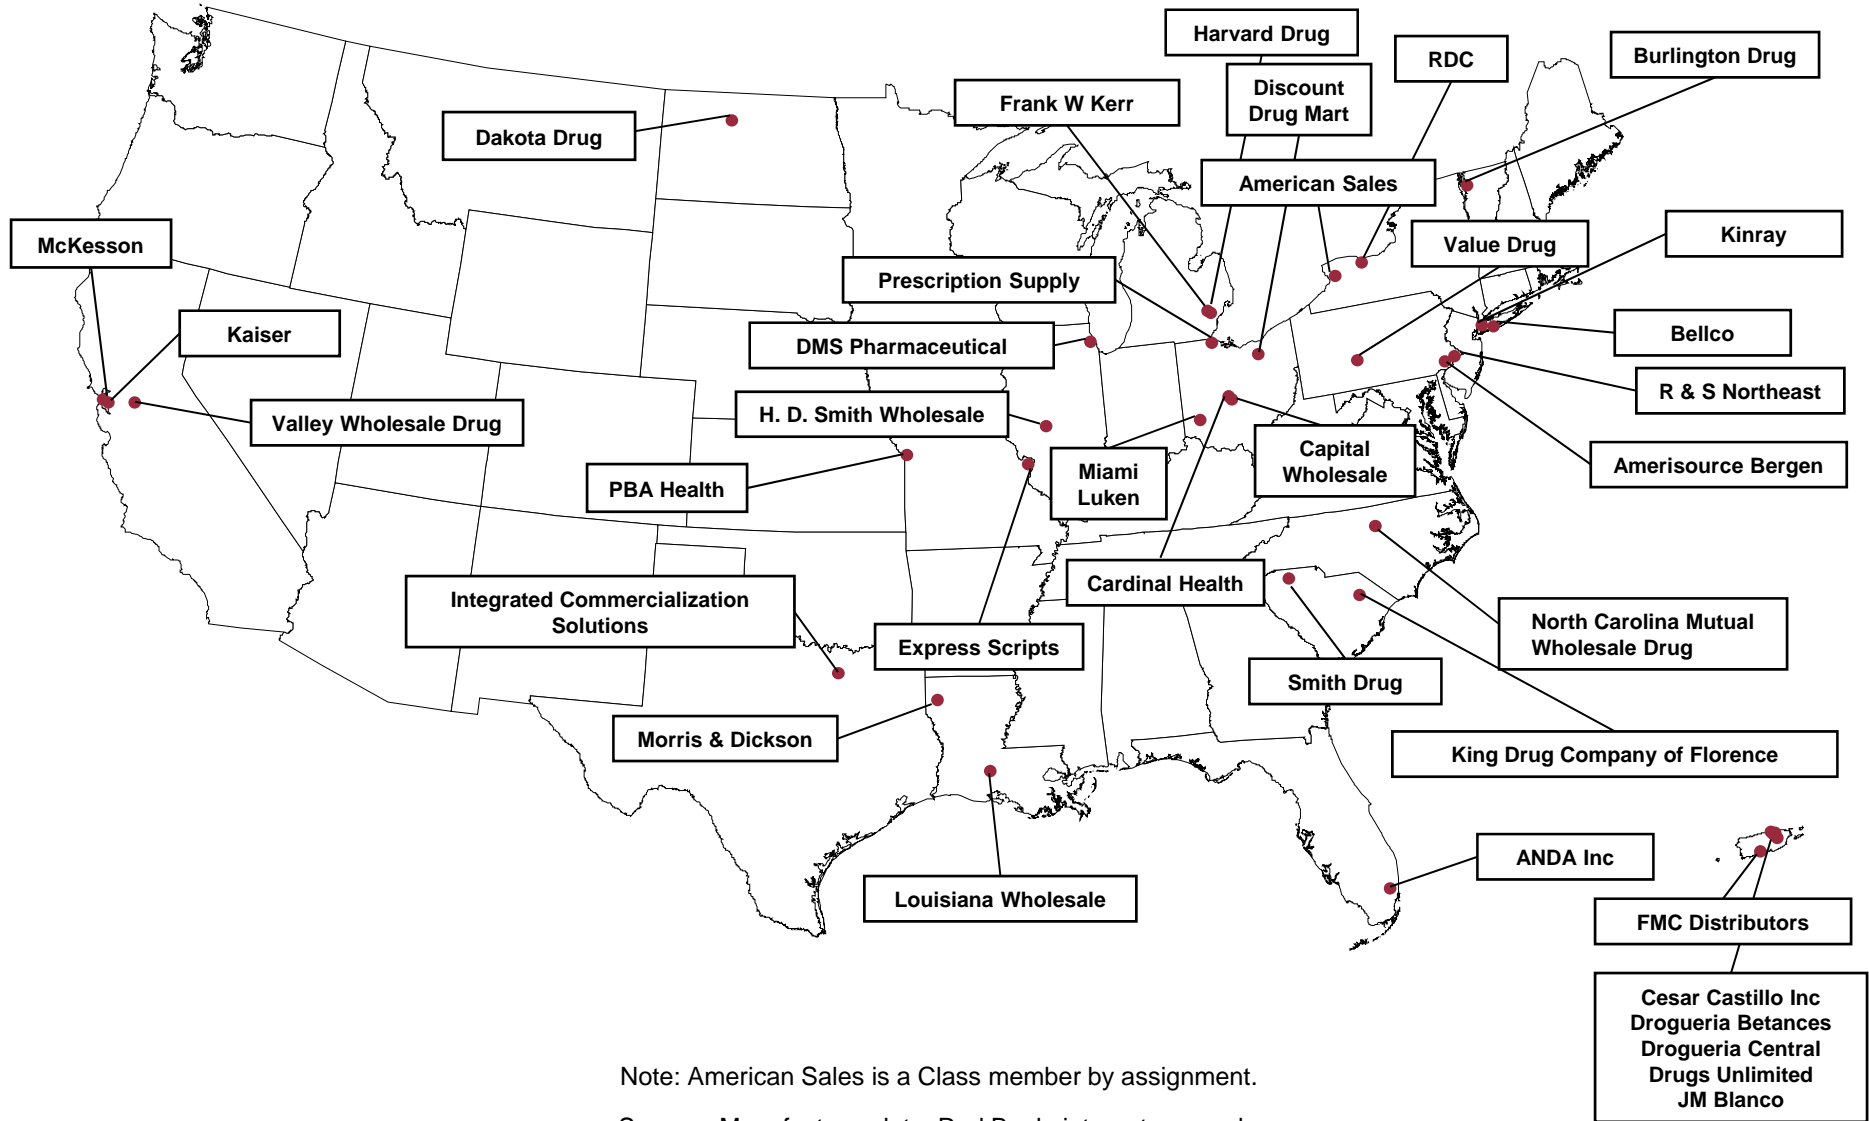 Harvard Drug
RDC
Burlington Drug
Discount
Drug Mart
Frank W Kerr
Dakota Drug
American Sales
McKesson
Value Drug
Kinray
Prescription Supply
Kaiser
DMS Pharmaceutical
Bellco
R & S Northeast
Valley Wholesale Drug
H. D. Smith Wholesale
Capital
Wholesale
Miami
Luken
Amerisource Bergen
PBA Health
Cardinal Health
Integrated Commercialization
Solutions
North Carolina Mutual
Wholesale Drug
Express Scripts
Smith Drug
Morris & Dickson
King Drug Company of Florence
ANDA Inc
Louisiana Wholesale
FMC Distributors
Cesar Castillo Inc
Drogueria Betances
Drogueria Central
Drugs Unlimited
JM Blanco
Note: American Sales is a Class member by assignment.